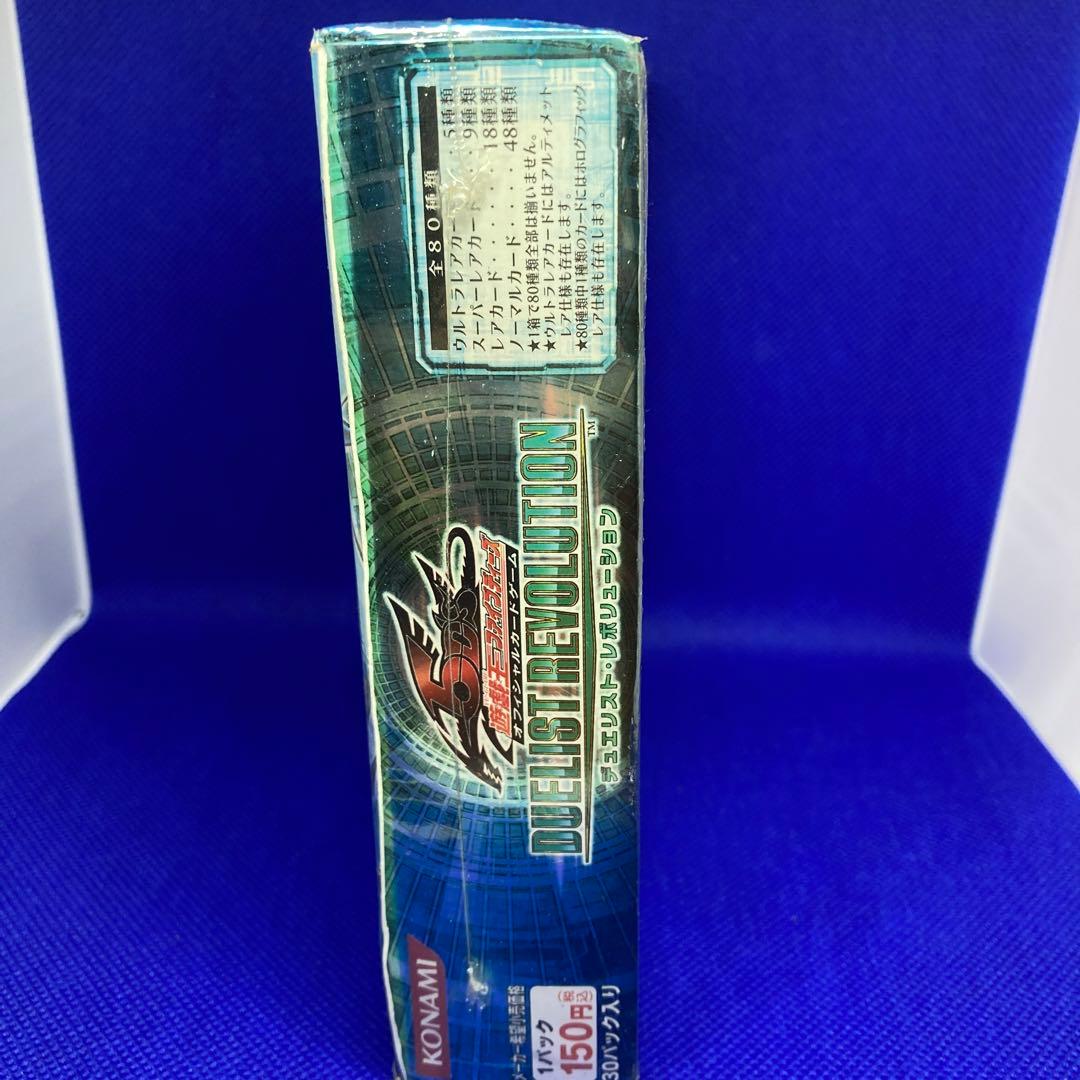 全80種類
ウルトラレアカード・・5種類
スーパーレアカード・・・9種類
レアカード・・・・・・・18種類
ノーマルカード・・・・48種類
★1箱で80種類全部は揃いません。
★ウルトラレアカードにはアルティメット
レア仕様も存在します。
★80種類中1種類のカードにはホログラフィック
レア仕様も存在します。
5D's
遊戯王ファイブディーズ
オフィシャルカードゲーム
DUELIST REVOLUTION™
デュエリスト・レボリューション
KONAMI
メーカー希望小売価格
1パック
150円(税込)
30パック入り